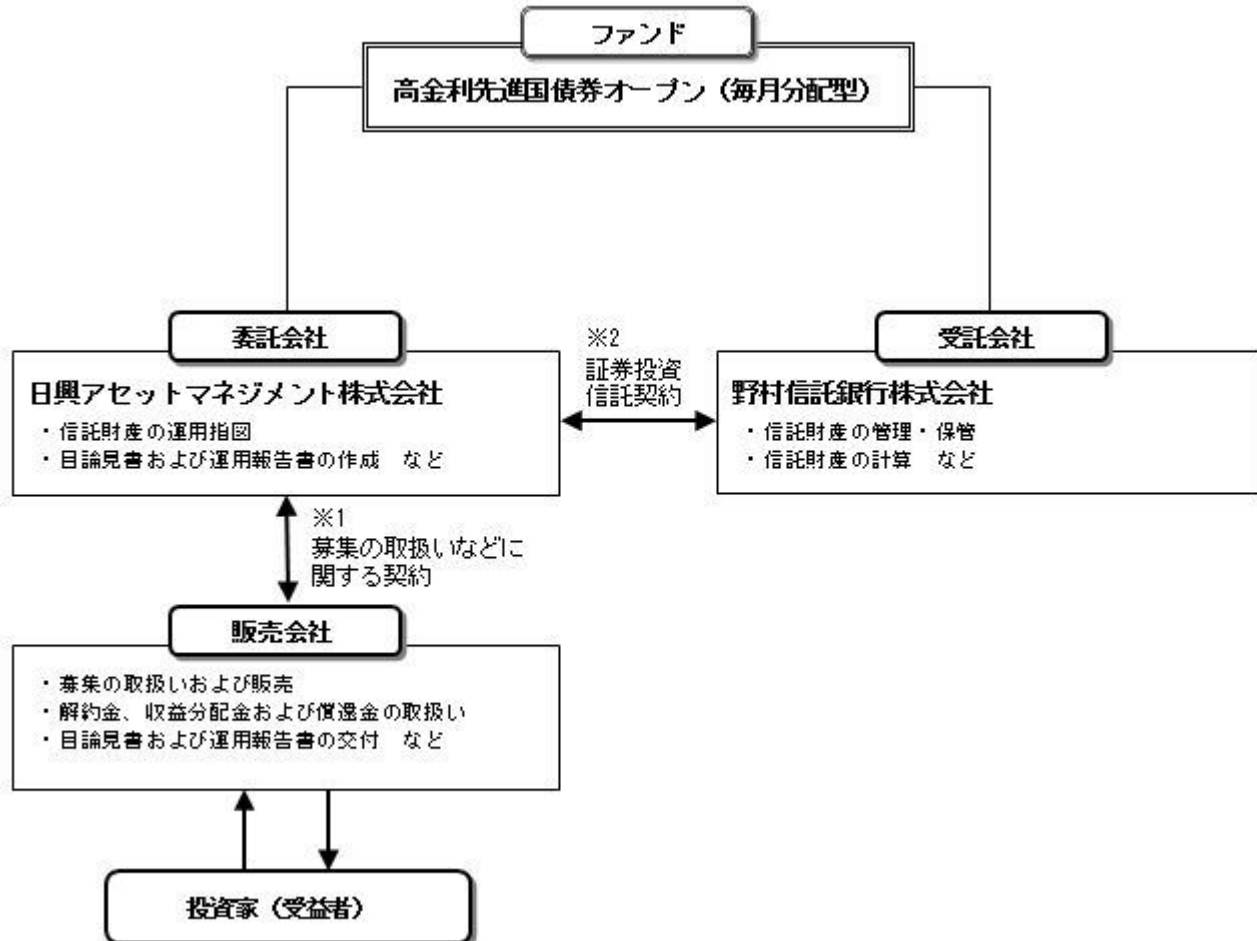 ファンド
高金利先進国債券オープン（毎月分配型）
委託会社
日興アセットマネジメント株式会社
・信託財産の運用指図
・目論見書および運用報告書の作成　など
※2
証券投資
信託契約
受託会社
野村信託銀行株式会社
・信託財産の管理・保管
・信託財産の計算　など
※1
募集の取扱いなどに
関する契約
販売会社
・募集の取扱いおよび販売
・解約金、収益分配金および償還金の取扱い
・目論見書および運用報告書の交付　など
投資家（受益者）